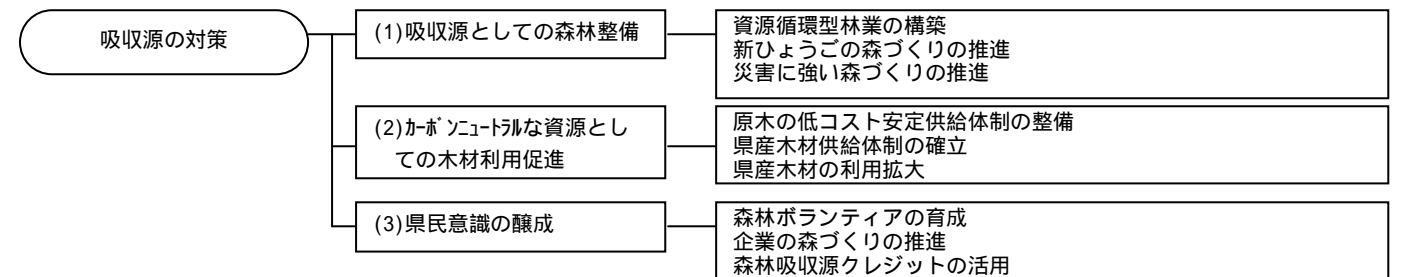 吸収源の対策
(1)吸収源としての森林整備
資源循環型林業の構築
新ひょうごの森づくりの推進
災害に強い森づくりの推進
(2)ｶｰﾎﾞﾝﾆｭｰﾄﾗﾙな資源とし
ての木材利用促進
原木の低コスト安定供給体制の整備
県産木材供給体制の確立
県産木材の利用拡大
(3)県民意識の醸成
森林ボランティアの育成
企業の森づくりの推進
森林吸収源クレジットの活用